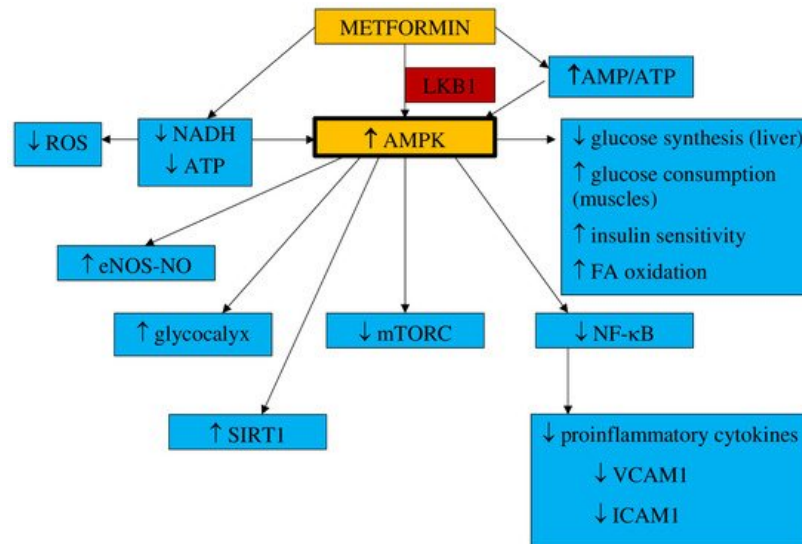 METFORMIN
LKB1
↑AMP/ATP
↓ ROS
↓ NADH
↓ ATP
↑ AMPK
↓ glucose synthesis (liver)
↑ glucose consumption
(muscles)
↑ insulin sensitivity
↑ FA oxidation
↑ eNOS-NO
↑ glycocalyx
↓ mTORC
↓ NF-κB
↑ SIRT1
↓ proinflammatory cytokines
↓ VCAM1
↓ ICAM1